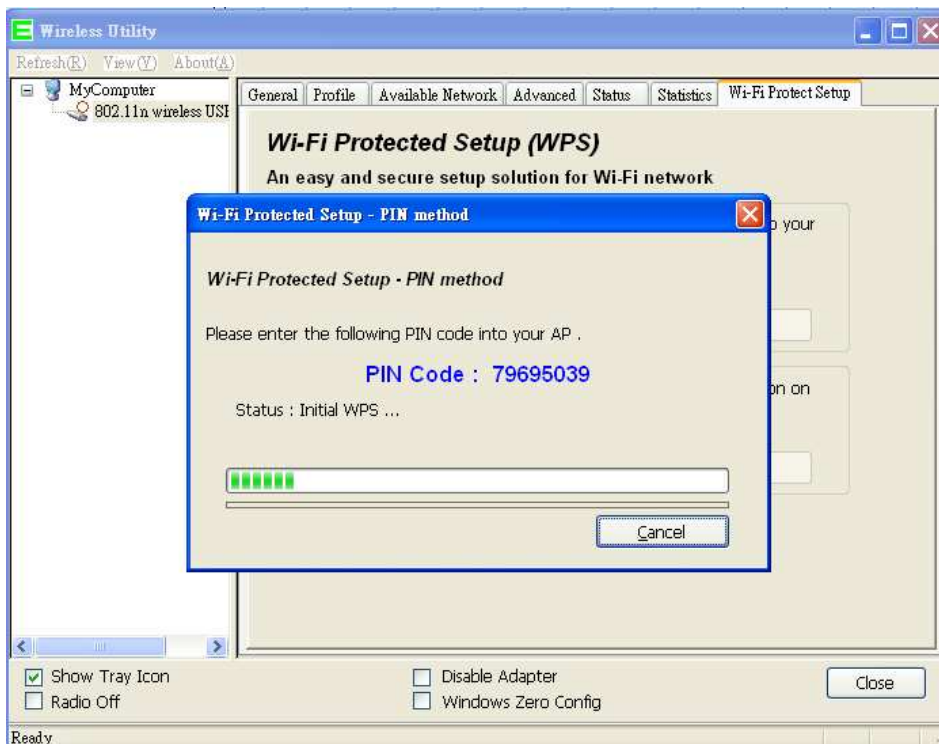 Wireless Utility
Refresh(R) View(V) About(A)
MyComputer
802.11n wireless USB
General Profile Available Network Advanced Status Statistics Wi-Fi Protect Setup
Wi-Fi Protected Setup (WPS)
An easy and secure setup solution for Wi-Fi network
your
Wi-Fi Protected Setup - PIN method
Wi-Fi Protected Setup - PIN method
Please enter the following PIN code into your AP .
PIN Code : 79695039
on
Status : Initial WPS ...
Cancel
Show Tray Icon
Disable Adapter
Radio Off
Windows Zero Config
Close
Ready